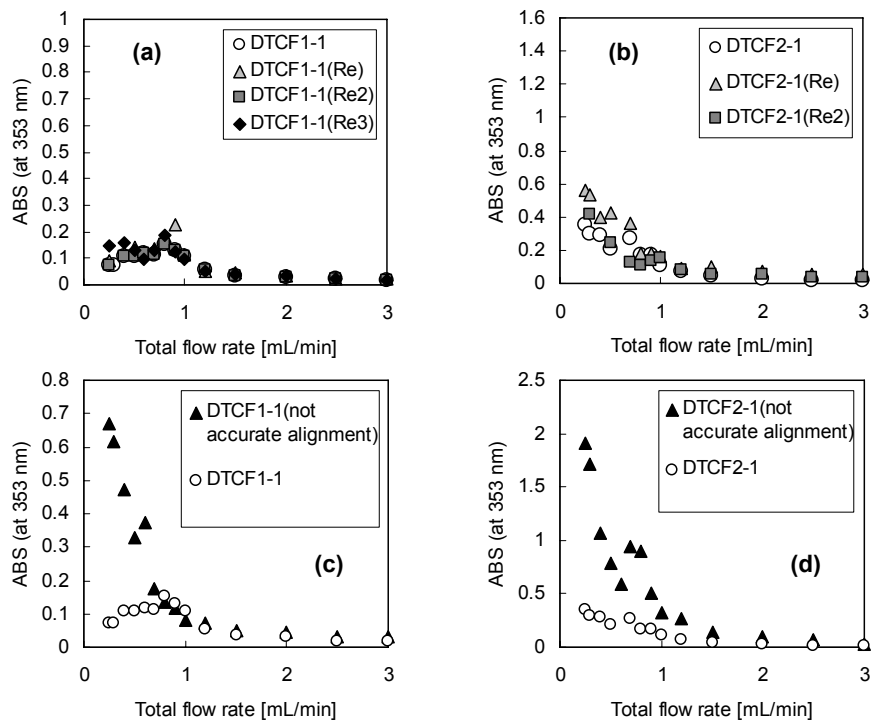 (a)
DTCF1-1
DTCF1-1(Re)
DTCF1-1(Re2)
DTCF1-1(Re3)
ABS (at 353 nm)
1
0.9
0.8
0.7
0.6
0.5
0.4
0.3
0.2
0.1
0
0 1 2 3
Total flow rate [mL/min]
(b)
DTCF2-1
DTCF2-1(Re)
DTCF2-1(Re2)
ABS (at 353 nm)
1.6
1.4
1.2
1
0.8
0.6
0.4
0.2
0
0 1 2 3
Total flow rate [mL/min]
DTCF1-1(not
accurate alignment)
DTCF1-1
(c)
ABS (at 353 nm)
0.8
0.7
0.6
0.5
0.4
0.3
0.2
0.1
0
0 1 2 3
Total flow rate [mL/min]
DTCF2-1(not
accurate alignment)
DTCF2-1
(d)
ABS (at 353 nm)
2.5
2
1.5
1
0.5
0
0 1 2 3
Total flow rate [mL/min]